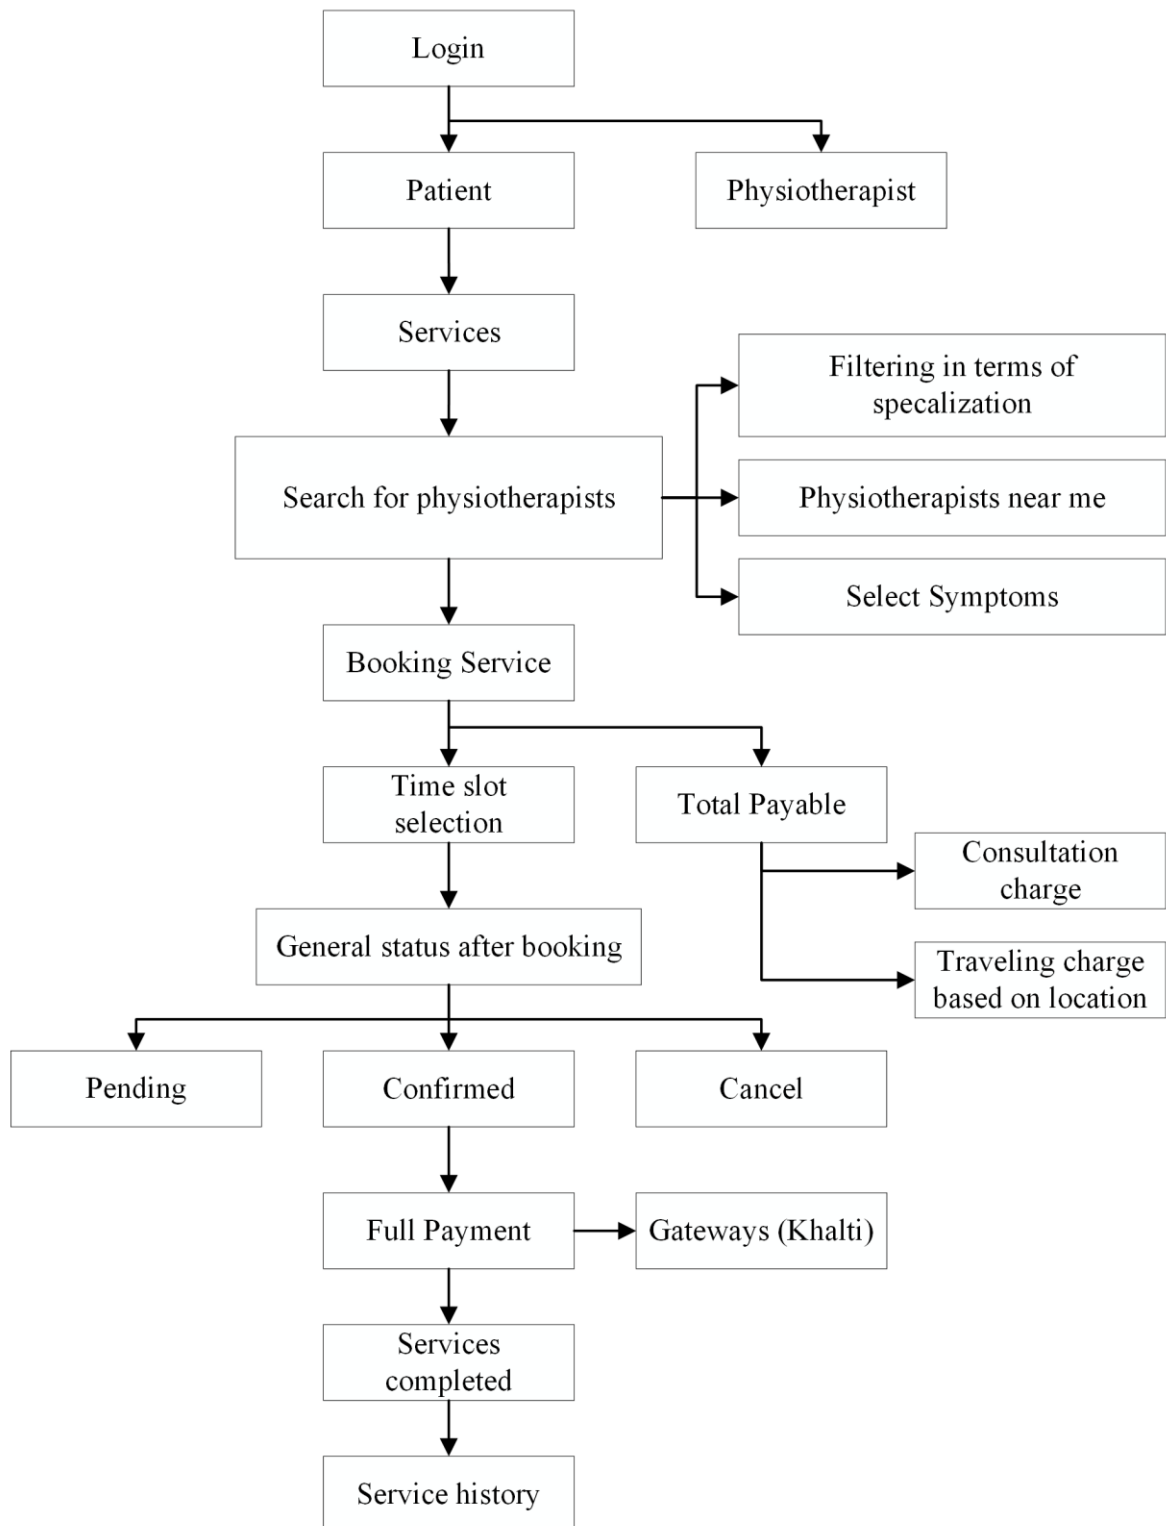 Login
Patient
Physiotherapist
Services
Filtering in terms of
specalization
Search for physiotherapists
Physiotherapists near me
Select Symptoms
Booking Service
Time slot
selection
Total Payable
Consultation
charge
General status after booking
Traveling charge
based on location
Pending
Confirmed
Cancel
Full Payment
Gateways (Khalti)
Services
completed
Service history